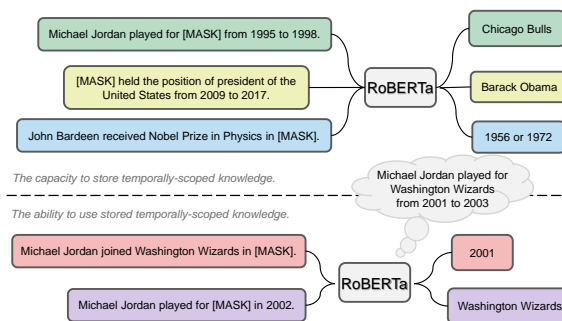 Michael Jordan played for [MASK] from 1995 to 1998.
Chicago Bulls
[MASK] held the position of president of the
United States from 2009 to 2017.
RoBERTa
Barack Obama
John Bardeen received Nobel Prize in Physics in [MASK].
1956 or 1972
The capacity to store temporally-scoped knowledge.
Michael Jordan played for
Washington Wizards
from 2001 to 2003
The ability to use stored temporally-scoped knowledge.
Michael Jordan joined Washington Wizards in [MASK].
2001
RoBERTa
Michael Jordan played for [MASK] in 2002.
Washington Wizards